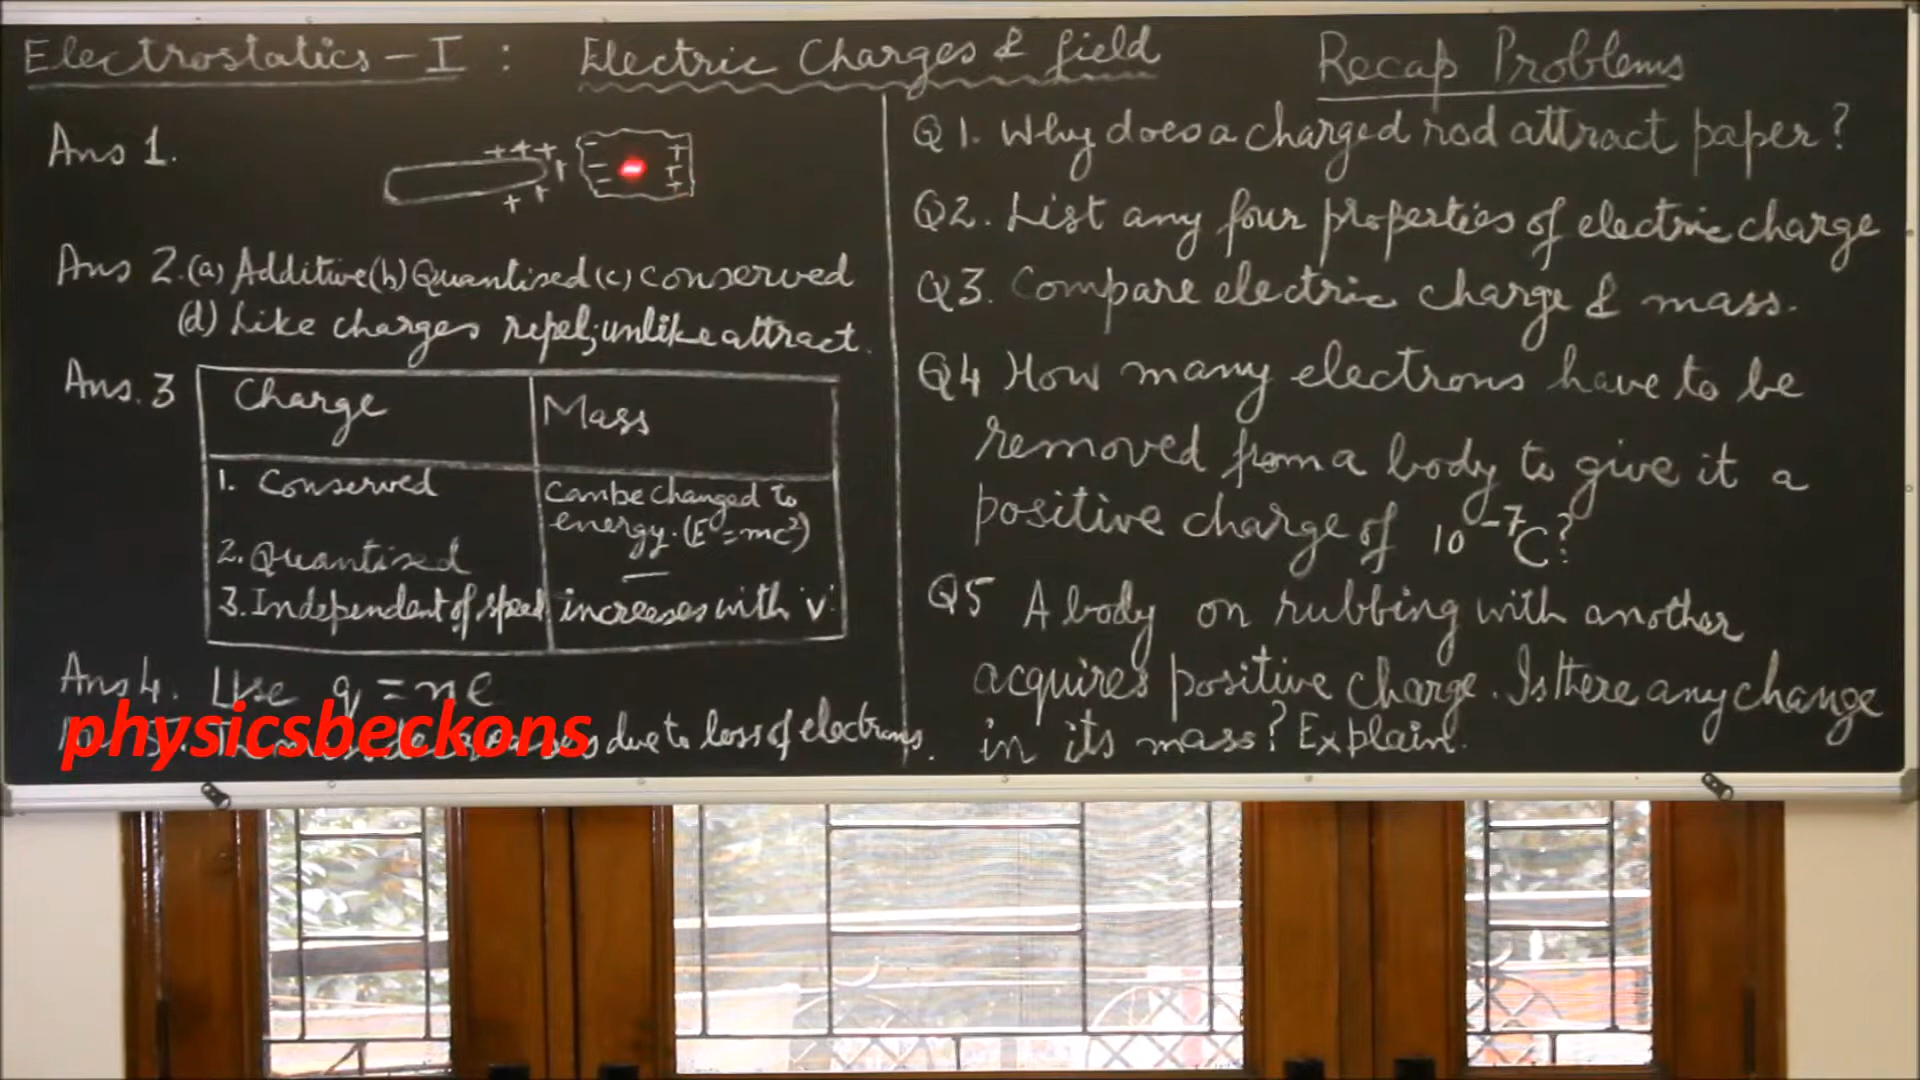 Electrostatics - I : Electric Charges & field
Recap Problems
Ans 1.
+ + +
+
+ +
- - -
+ + +
Ans 2. (a) Additive (b) Quantised (c) conserved
(d) Like charges repel; unlike attract.
Ans. 3
Charge
Mass
1. Conserved
Can be changed to
energy. (E = mc²)
2. Quantised
—
3. Independent of speed
increases with 'v'
Ans 4. Use q = ne
due to loss of electrons.
physicsbeckons
Q 1. Why does a charged rod attract paper?
Q2. List any four properties of electric charge
Q3. Compare electric charge & mass.
Q4 How many electrons have to be
removed from a body to give it a
positive charge of 10⁻⁷C?
Q5 A body on rubbing with another
acquires positive charge. Is there any change
in its mass? Explain.